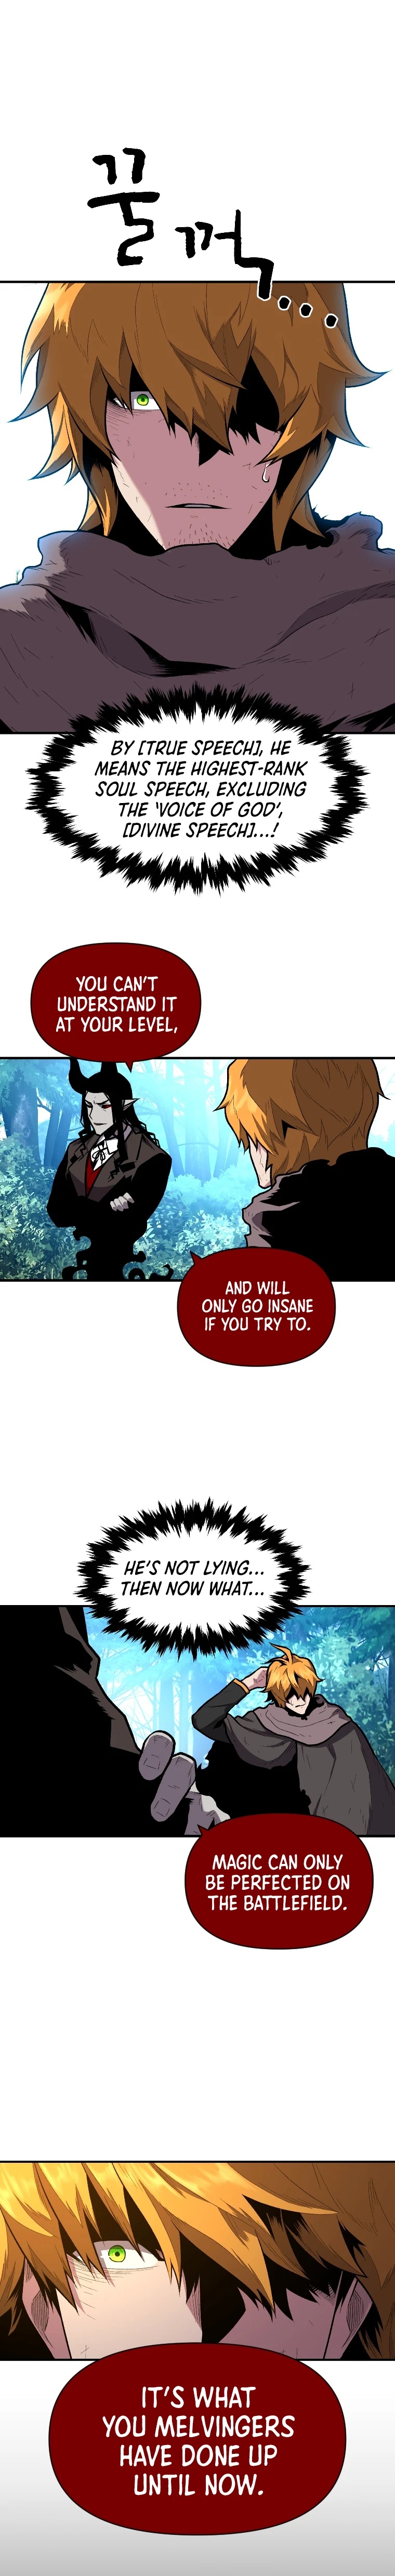 꿀꺽....
BY [TRUE SPEECH], HE
MEANS THE HIGHEST-RANK
SOUL SPEECH, EXCLUDING
THE 'VOICE OF GOD',
[DIVINE SPEECH]...!
YOU CAN'T
UNDERSTAND IT
AT YOUR LEVEL,
AND WILL
ONLY GO INSANE
IF YOU TRY TO.
HE'S NOT LYING...
THEN NOW WHAT...
MAGIC CAN ONLY
BE PERFECTED ON
THE BATTLEFIELD.
IT'S WHAT
YOU MELVINGERS
HAVE DONE UP
UNTIL NOW.